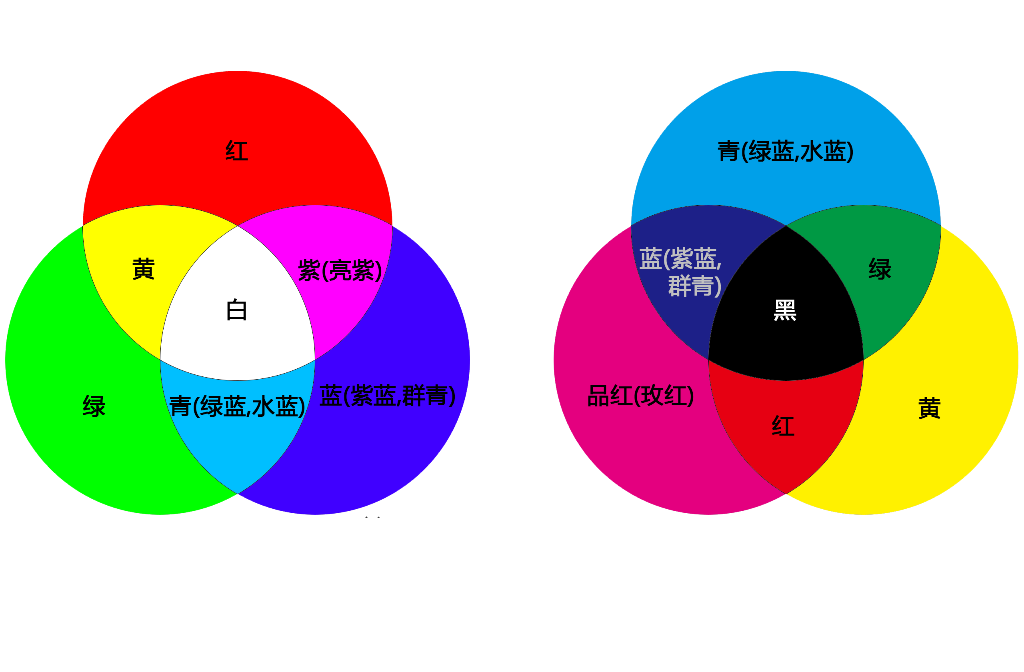 红
黄
紫(亮紫)
白
绿
青(绿蓝,水蓝)
蓝(紫蓝,群青)
青(绿蓝,水蓝)
蓝(紫蓝,
群青)
绿
黑
品红(玫红)
红
黄